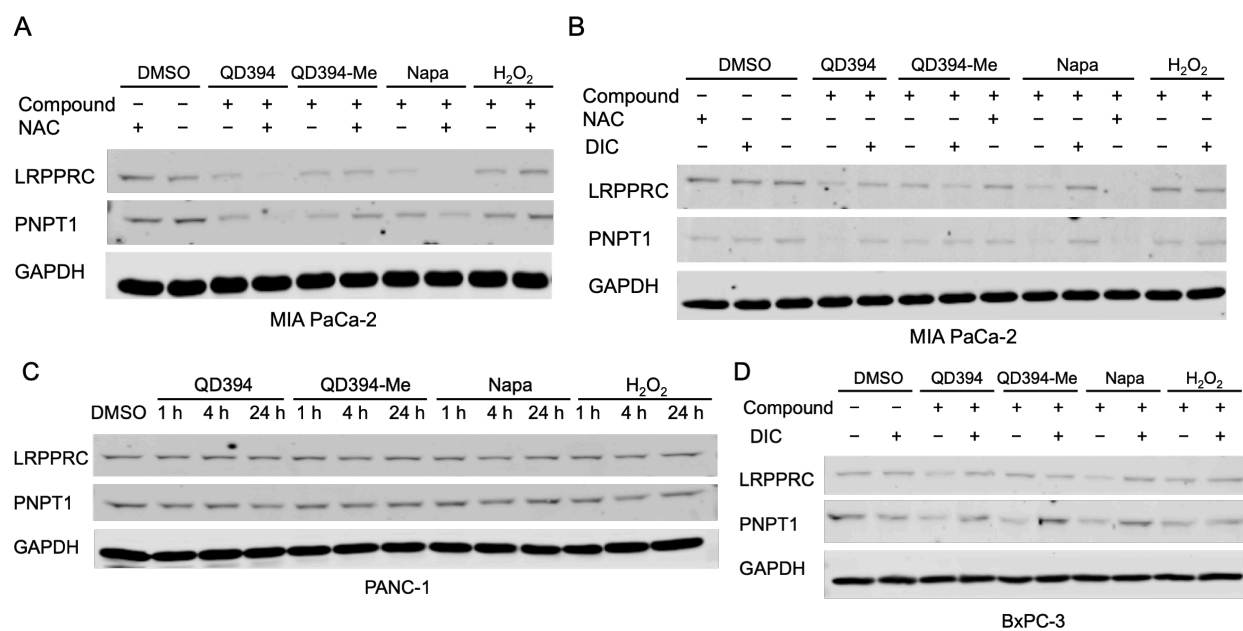 A
DMSO QD394 QD394-Me Napa H₂O₂
Compound – – + + + + + + + +
NAC + – – + – + – + – +
LRPPRC
PNPT1
GAPDH
MIA PaCa-2
B
DMSO QD394 QD394-Me Napa H₂O₂
Compound – – – + + + + + + + + + +
NAC + – – – – – – + – – + – –
DIC – + – – + – + – – + – – +
LRPPRC
PNPT1
GAPDH
MIA PaCa-2
C
QD394 QD394-Me Napa H₂O₂
DMSO 1 h 4 h 24 h 1 h 4 h 24 h 1 h 4 h 24 h 1 h 4 h 24 h
LRPPRC
PNPT1
GAPDH
PANC-1
D
DMSO QD394 QD394-Me Napa H₂O₂
Compound – – + + + + + + + +
DIC – + – + – + – + – +
LRPPRC
PNPT1
GAPDH
BxPC-3